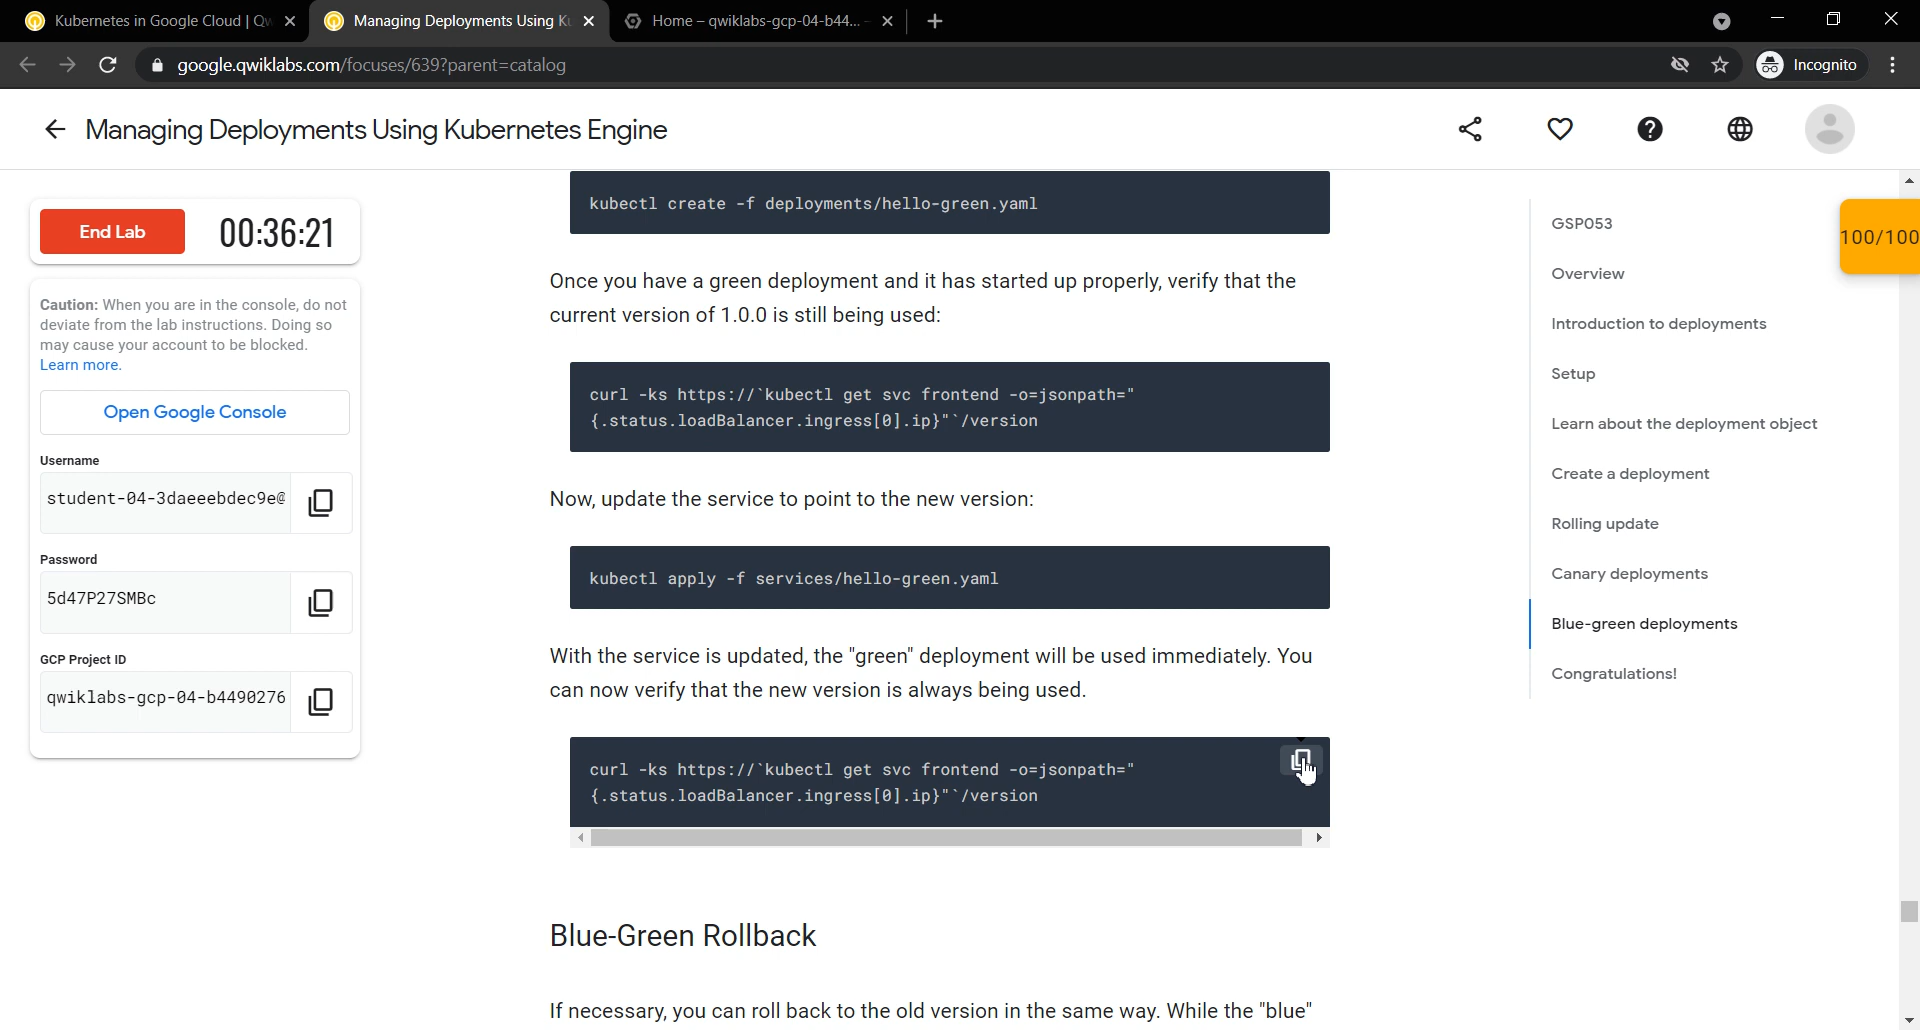 Kubernetes in Google Cloud | Qw
Managing Deployments Using Ku
Home – qwiklabs-gcp-04-b44...
google.qwiklabs.com/focuses/639?parent=catalog
Incognito
Managing Deployments Using Kubernetes Engine
End Lab
00:36:21
Caution: When you are in the console, do not
deviate from the lab instructions. Doing so
may cause your account to be blocked.
Learn more.
Open Google Console
Username
student-04-3daeeebdec9e@
Password
5d47P27SMBc
GCP Project ID
qwiklabs-gcp-04-b4490276
kubectl create -f deployments/hello-green.yaml
Once you have a green deployment and it has started up properly, verify that the
current version of 1.0.0 is still being used:
curl -ks https://`kubectl get svc frontend -o=jsonpath="
{.status.loadBalancer.ingress[0].ip}"`/version
Now, update the service to point to the new version:
kubectl apply -f services/hello-green.yaml
With the service is updated, the "green" deployment will be used immediately. You
can now verify that the new version is always being used.
curl -ks https://`kubectl get svc frontend -o=jsonpath="
{.status.loadBalancer.ingress[0].ip}"`/version
Blue-Green Rollback
If necessary, you can roll back to the old version in the same way. While the "blue"
GSP053
Overview
Introduction to deployments
Setup
Learn about the deployment object
Create a deployment
Rolling update
Canary deployments
Blue-green deployments
Congratulations!
100/100